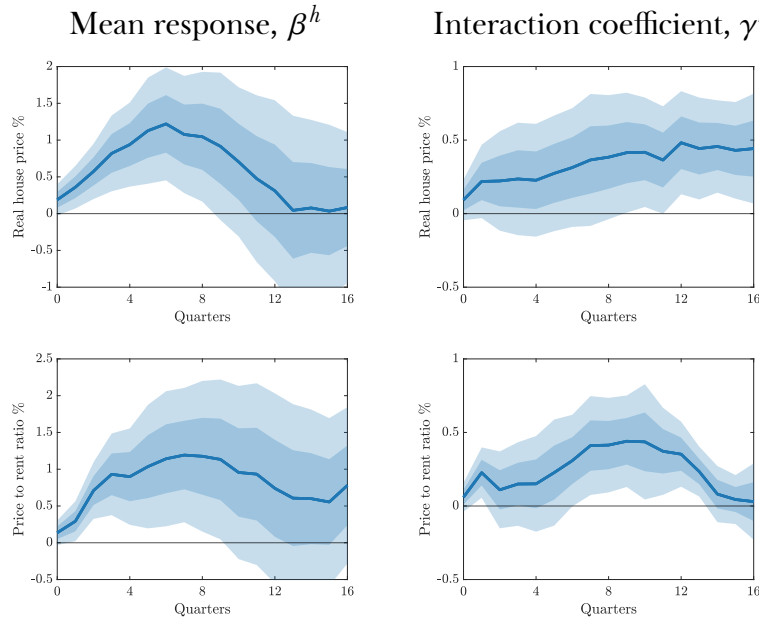 Mean response, β^h
Interaction coefficient, γ
Real house price %
2
1.5
1
0.5
0
-0.5
-1
0 4 8 12 16
Quarters
Real house price %
1
0.5
0
-0.5
0 4 8 12 16
Quarters
Price to rent ratio %
2.5
2
1.5
1
0.5
0
-0.5
0 4 8 12 16
Quarters
Price to rent ratio %
1
0.5
0
-0.5
0 4 8 12 16
Quarters